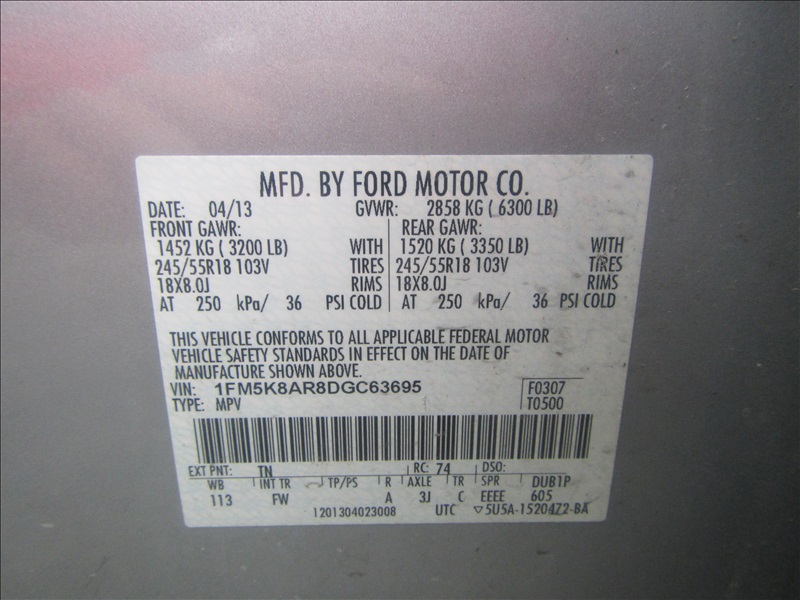 MFD. BY FORD MOTOR CO.
DATE: 04/13 GVWR: 2858 KG ( 6300 LB)
FRONT GAWR: REAR GAWR:
1452 KG ( 3200 LB) WITH 1520 KG ( 3350 LB) WITH
245/55R18 103V TIRES 245/55R18 103V TIRES
18X8.0J RIMS 18X8.0J RIMS
AT 250 kPa/ 36 PSI COLD AT 250 kPa/ 36 PSI COLD
THIS VEHICLE CONFORMS TO ALL APPLICABLE FEDERAL MOTOR
VEHICLE SAFETY STANDARDS IN EFFECT ON THE DATE OF
MANUFACTURE SHOWN ABOVE.
VIN: 1FM5K8AR8DGC63695 F0307
TYPE: MPV T0500
EXT PNT: TN RC: 74 DSO:
WB INT TR TP/PS R AXLE TR SPR DUB1P
113 FW A 3J C EEEE 605
1201304023008 UTC ▽5U5A-1520472-BA